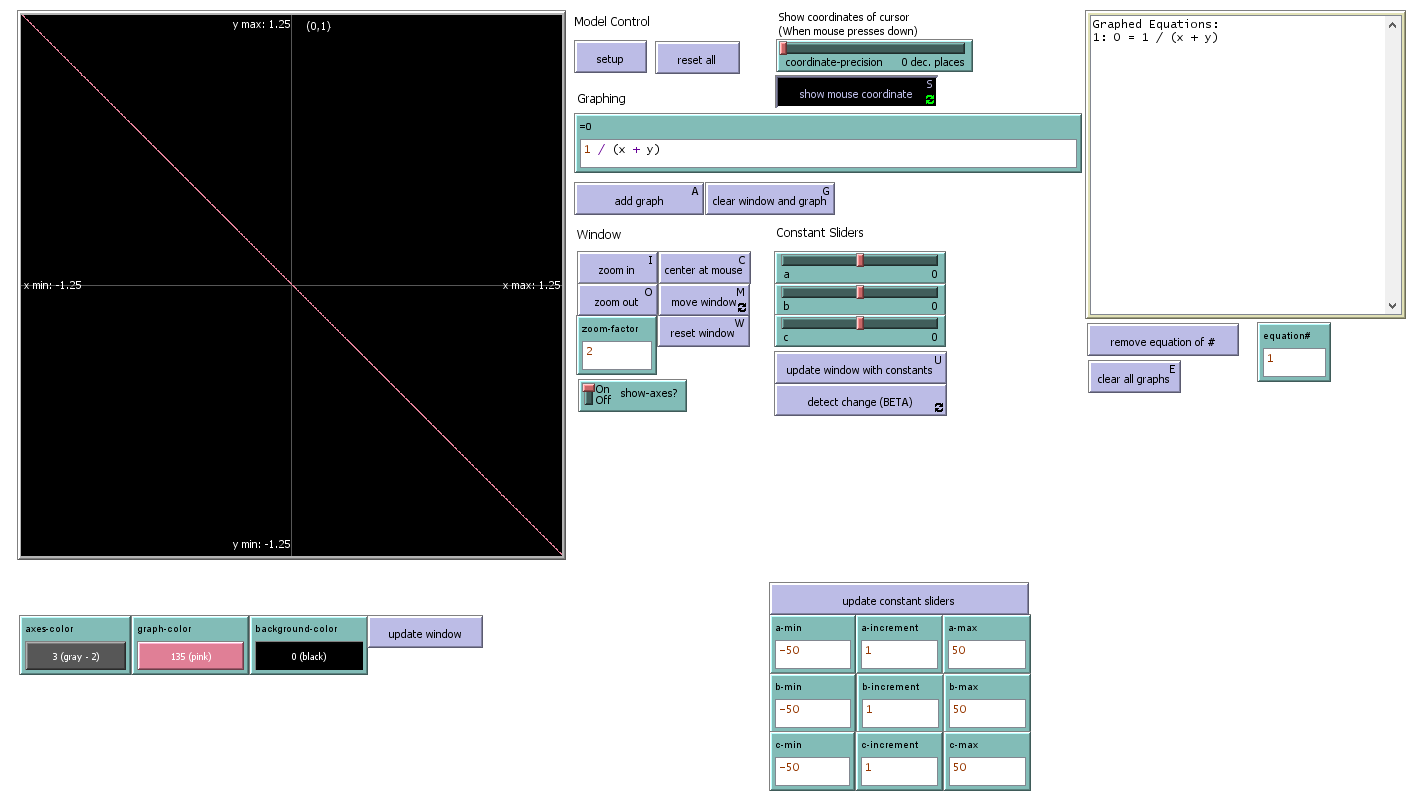 y max: 1.25
(0,1)
x min: -1.25
x max: 1.25
y min: -1.25
axes-color
3 (gray - 2)
graph-color
135 (pink)
background-color
0 (black)
update window
Model Control
setup
reset all
Show coordinates of cursor
(When mouse presses down)
coordinate-precision 0 dec. places
show mouse coordinate S
Graphing
=0
1 / (x + y)
add graph A
clear window and graph G
Window
zoom in I
center at mouse C
zoom out O
move window M
zoom-factor
2
reset window W
On
Off
show-axes?
Constant Sliders
a 0
b 0
c 0
update window with constants U
detect change (BETA)
update constant sliders
a-min
-50
a-increment
1
a-max
50
b-min
-50
b-increment
1
b-max
50
c-min
-50
c-increment
1
c-max
50
Graphed Equations:
1: 0 = 1 / (x + y)
remove equation of #
equation#
1
clear all graphs E